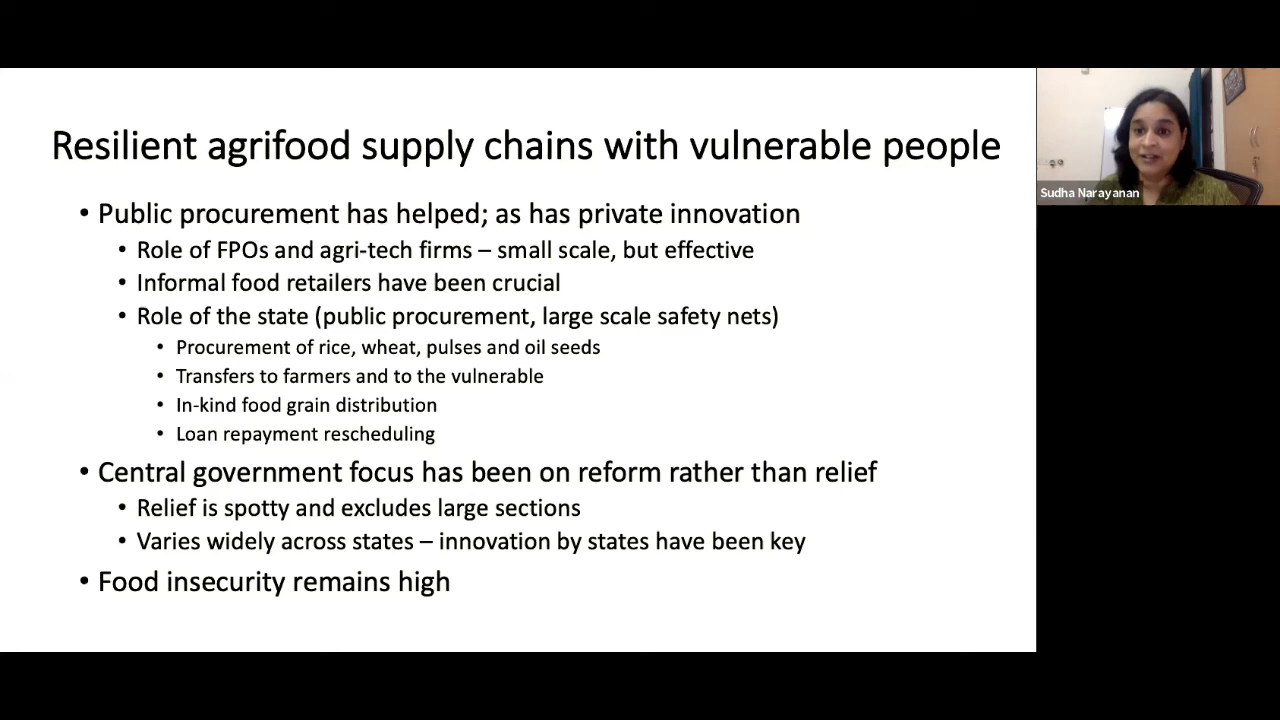 Resilient agrifood supply chains with vulnerable people
• Public procurement has helped; as has private innovation
• Role of FPOs and agri-tech firms – small scale, but effective
• Informal food retailers have been crucial
• Role of the state (public procurement, large scale safety nets)
• Procurement of rice, wheat, pulses and oil seeds
• Transfers to farmers and to the vulnerable
• In-kind food grain distribution
• Loan repayment rescheduling
• Central government focus has been on reform rather than relief
• Relief is spotty and excludes large sections
• Varies widely across states – innovation by states have been key
• Food insecurity remains high
Sudha Narayanan